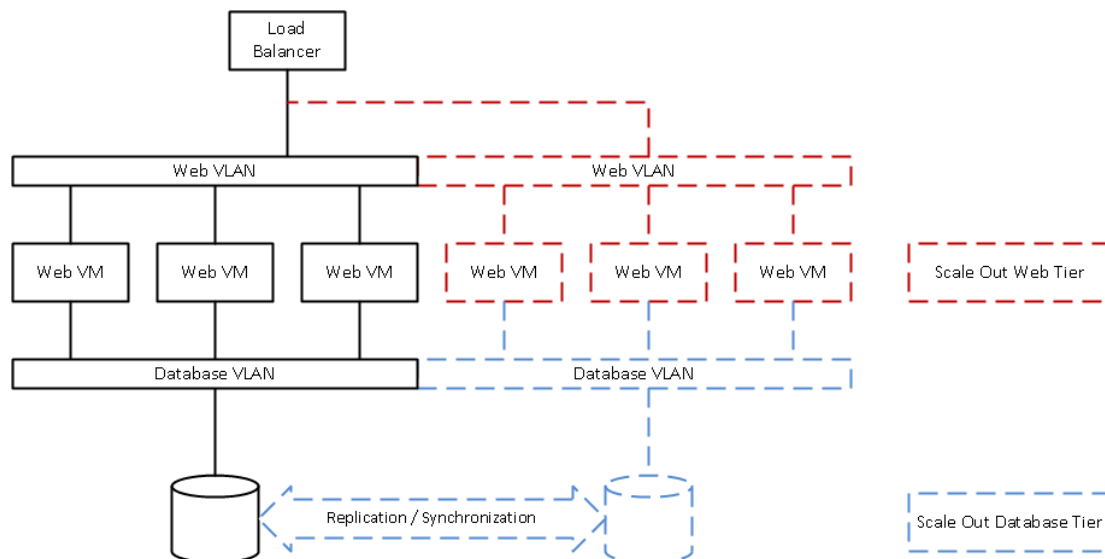 Load
Balancer
Web VLAN
Web VLAN
Web VM
Web VM
Web VM
Web VM
Web VM
Web VM
Scale Out Web Tier
Database VLAN
Database VLAN
Replication / Synchronization
Scale Out Database Tier